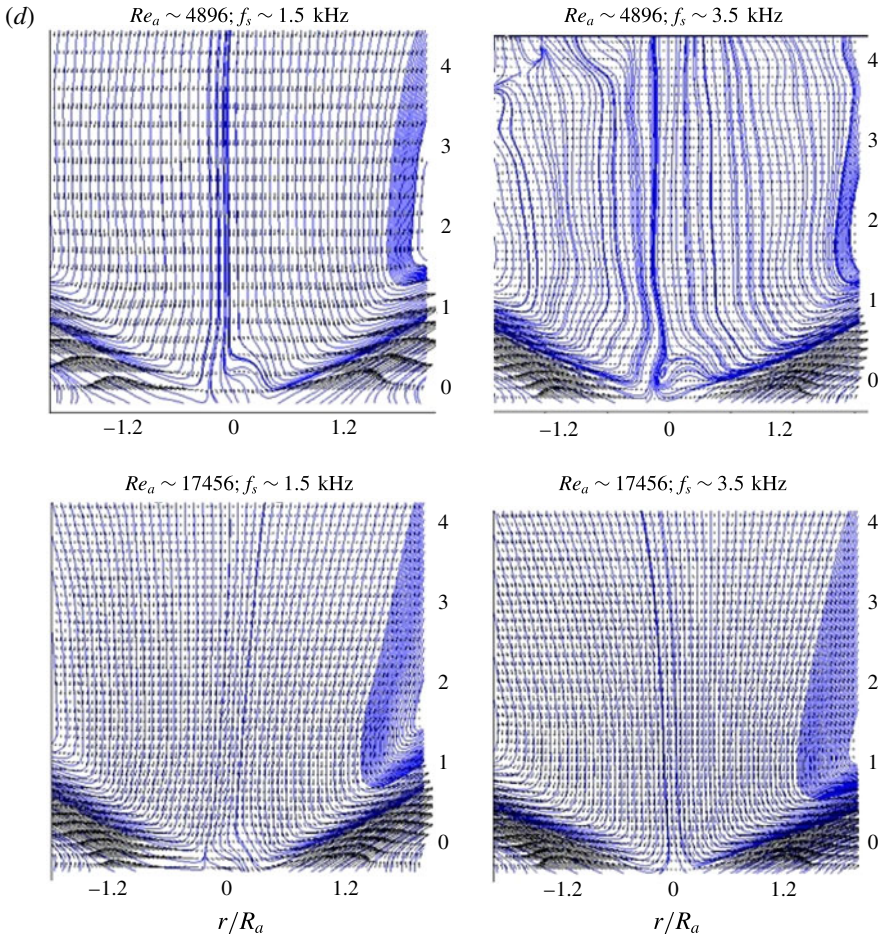 (d)
Re_a ∼ 4896; f_s ∼ 1.5 kHz
4
3
2
1
0
−1.2 0 1.2
Re_a ∼ 4896; f_s ∼ 3.5 kHz
4
3
2
1
0
−1.2 0 1.2
Re_a ∼ 17456; f_s ∼ 1.5 kHz
4
3
2
1
0
−1.2 0 1.2
r/R_a
Re_a ∼ 17456; f_s ∼ 3.5 kHz
4
3
2
1
0
−1.2 0 1.2
r/R_a